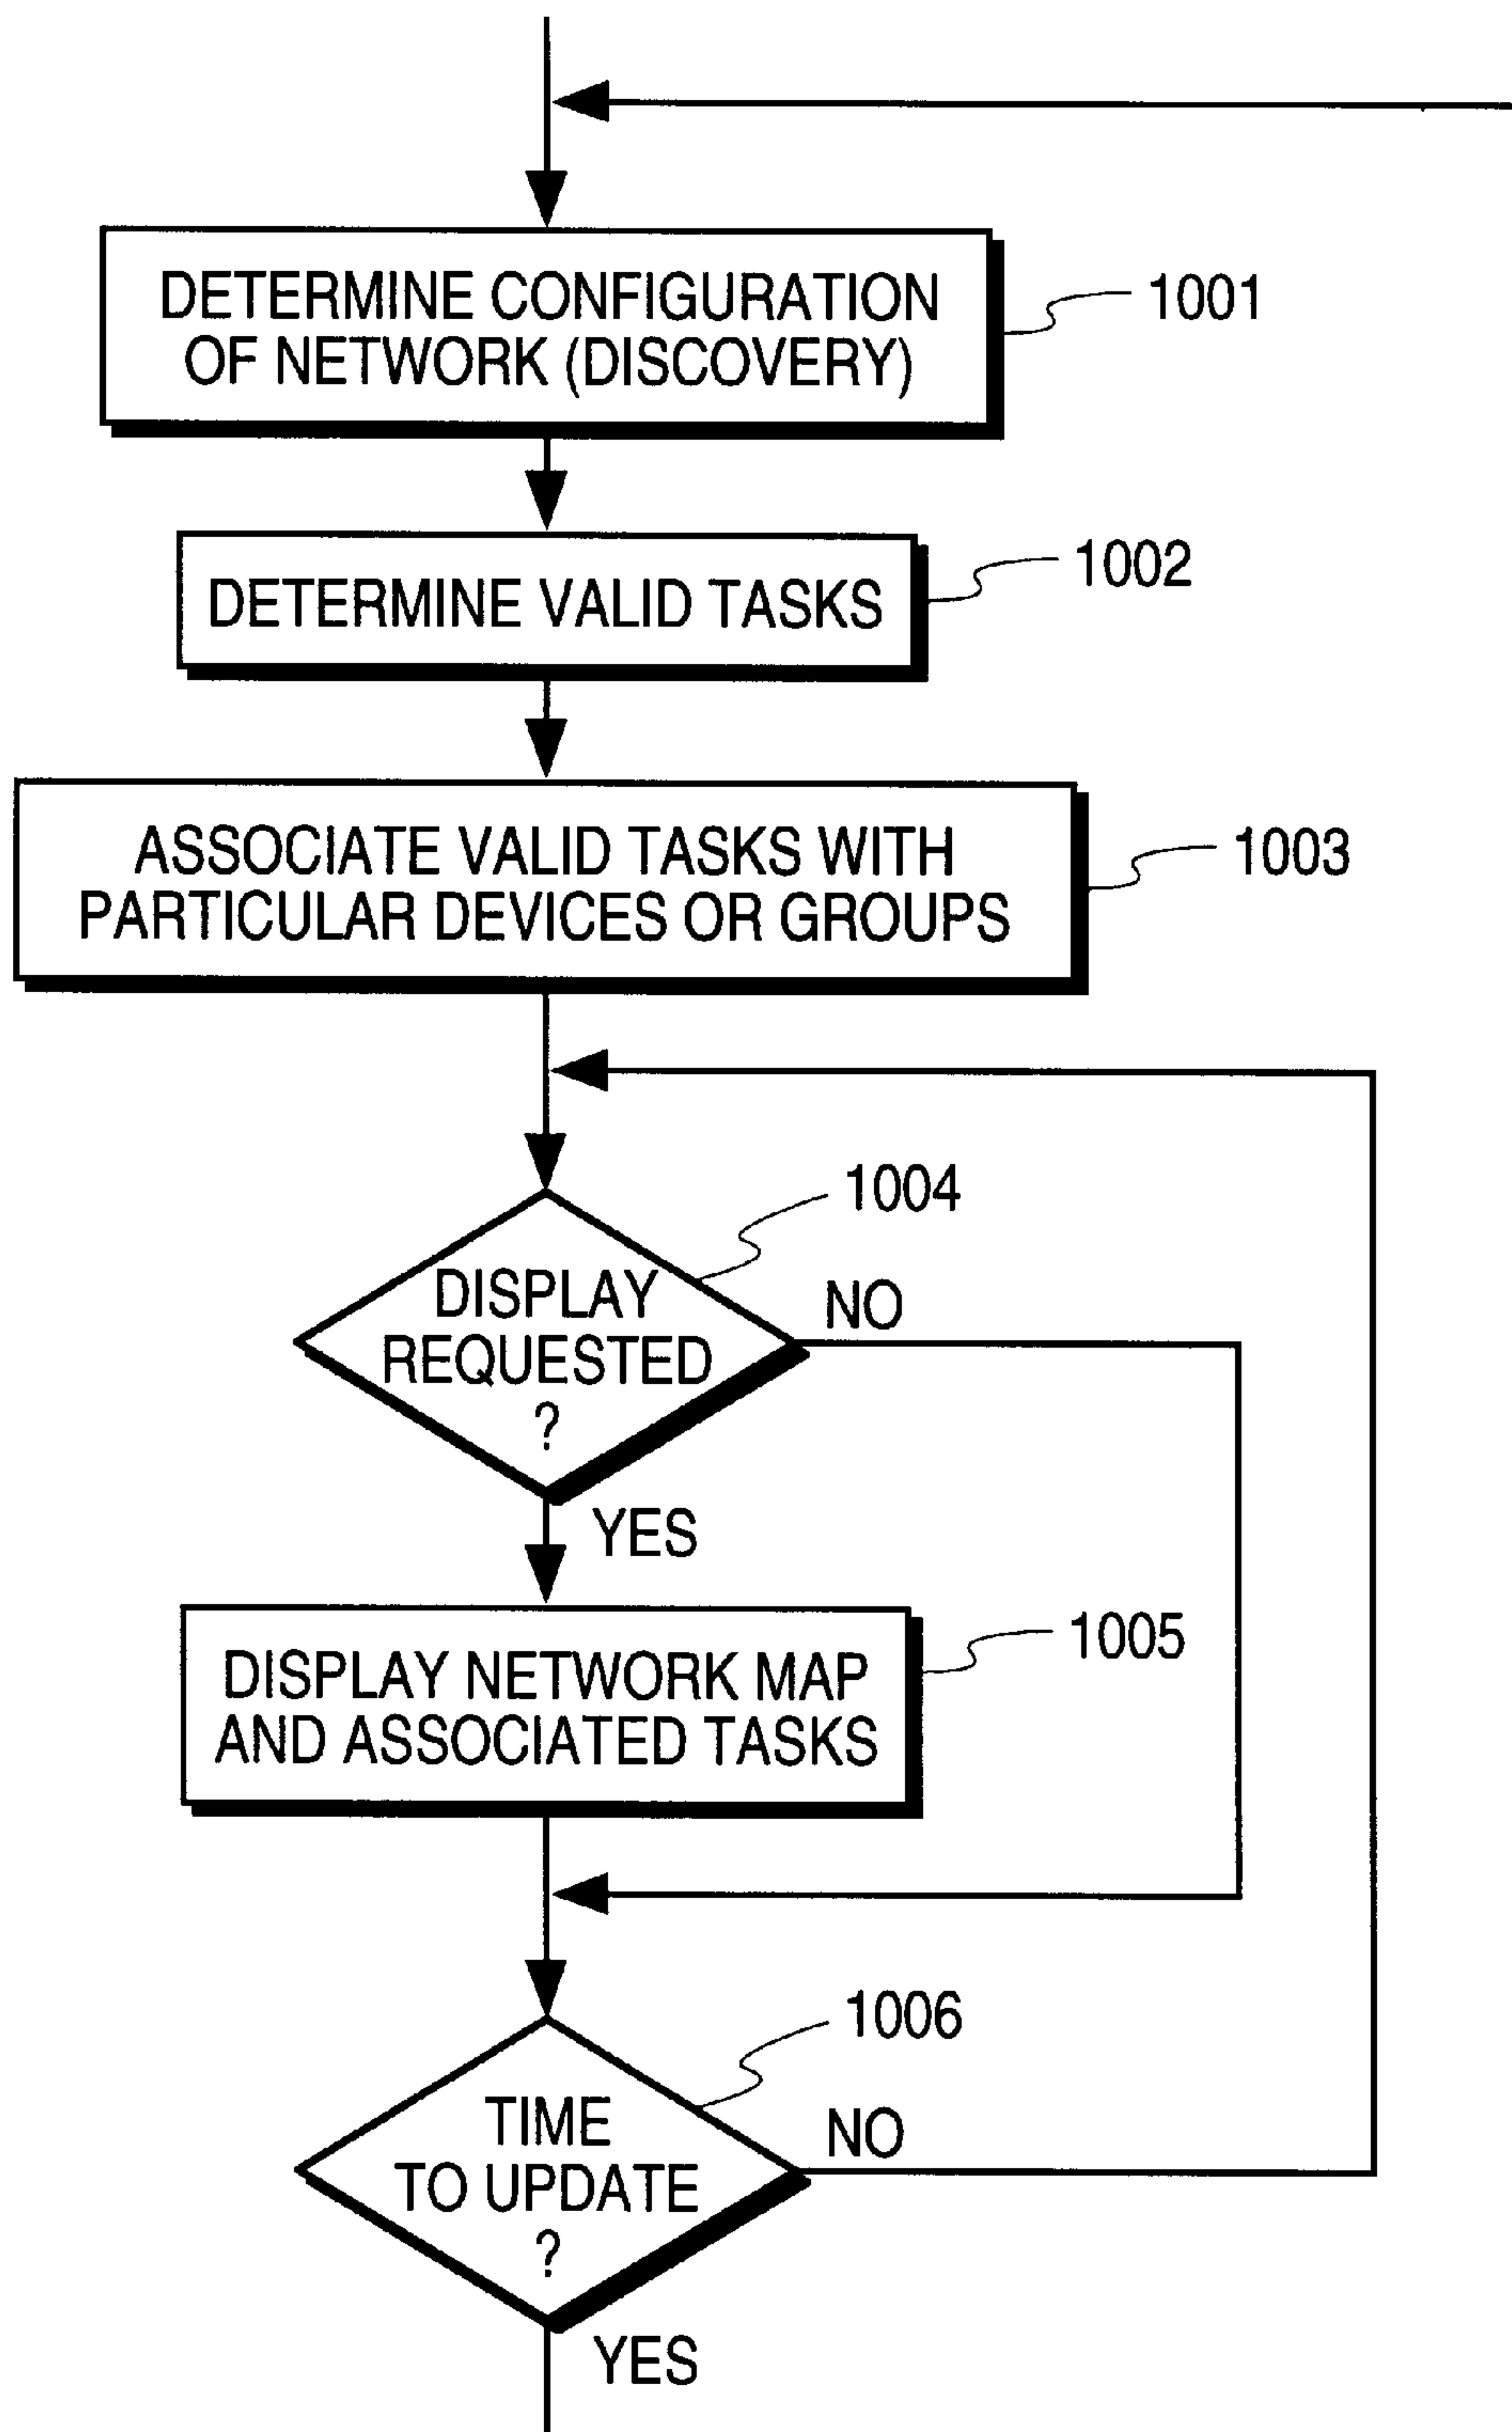 DETERMINE CONFIGURATION
OF NETWORK (DISCOVERY)
1001
DETERMINE VALID TASKS
1002
ASSOCIATE VALID TASKS WITH
PARTICULAR DEVICES OR GROUPS
1003
1004
DISPLAY
REQUESTED
?
NO
YES
DISPLAY NETWORK MAP
AND ASSOCIATED TASKS
1005
1006
TIME
TO UPDATE
?
NO
YES